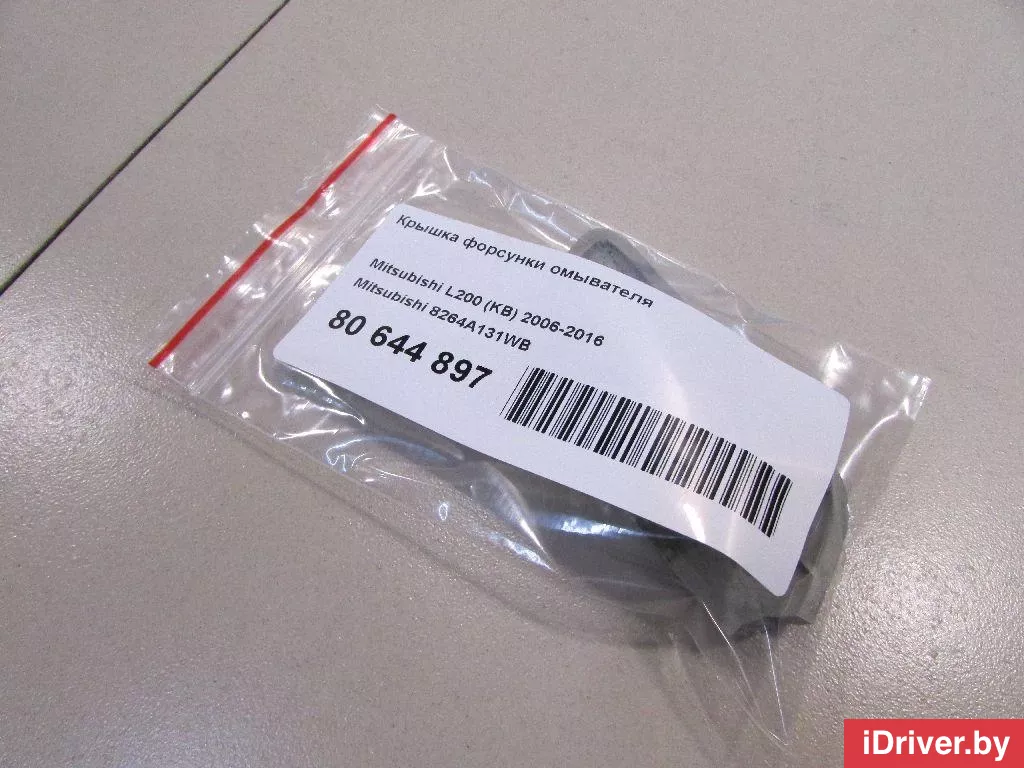 Крышка форсунки омывателя
Mitsubishi L200 (KB) 2006-2016
Mitsubishi 8264A131WB
80 644 897
iDriver.by